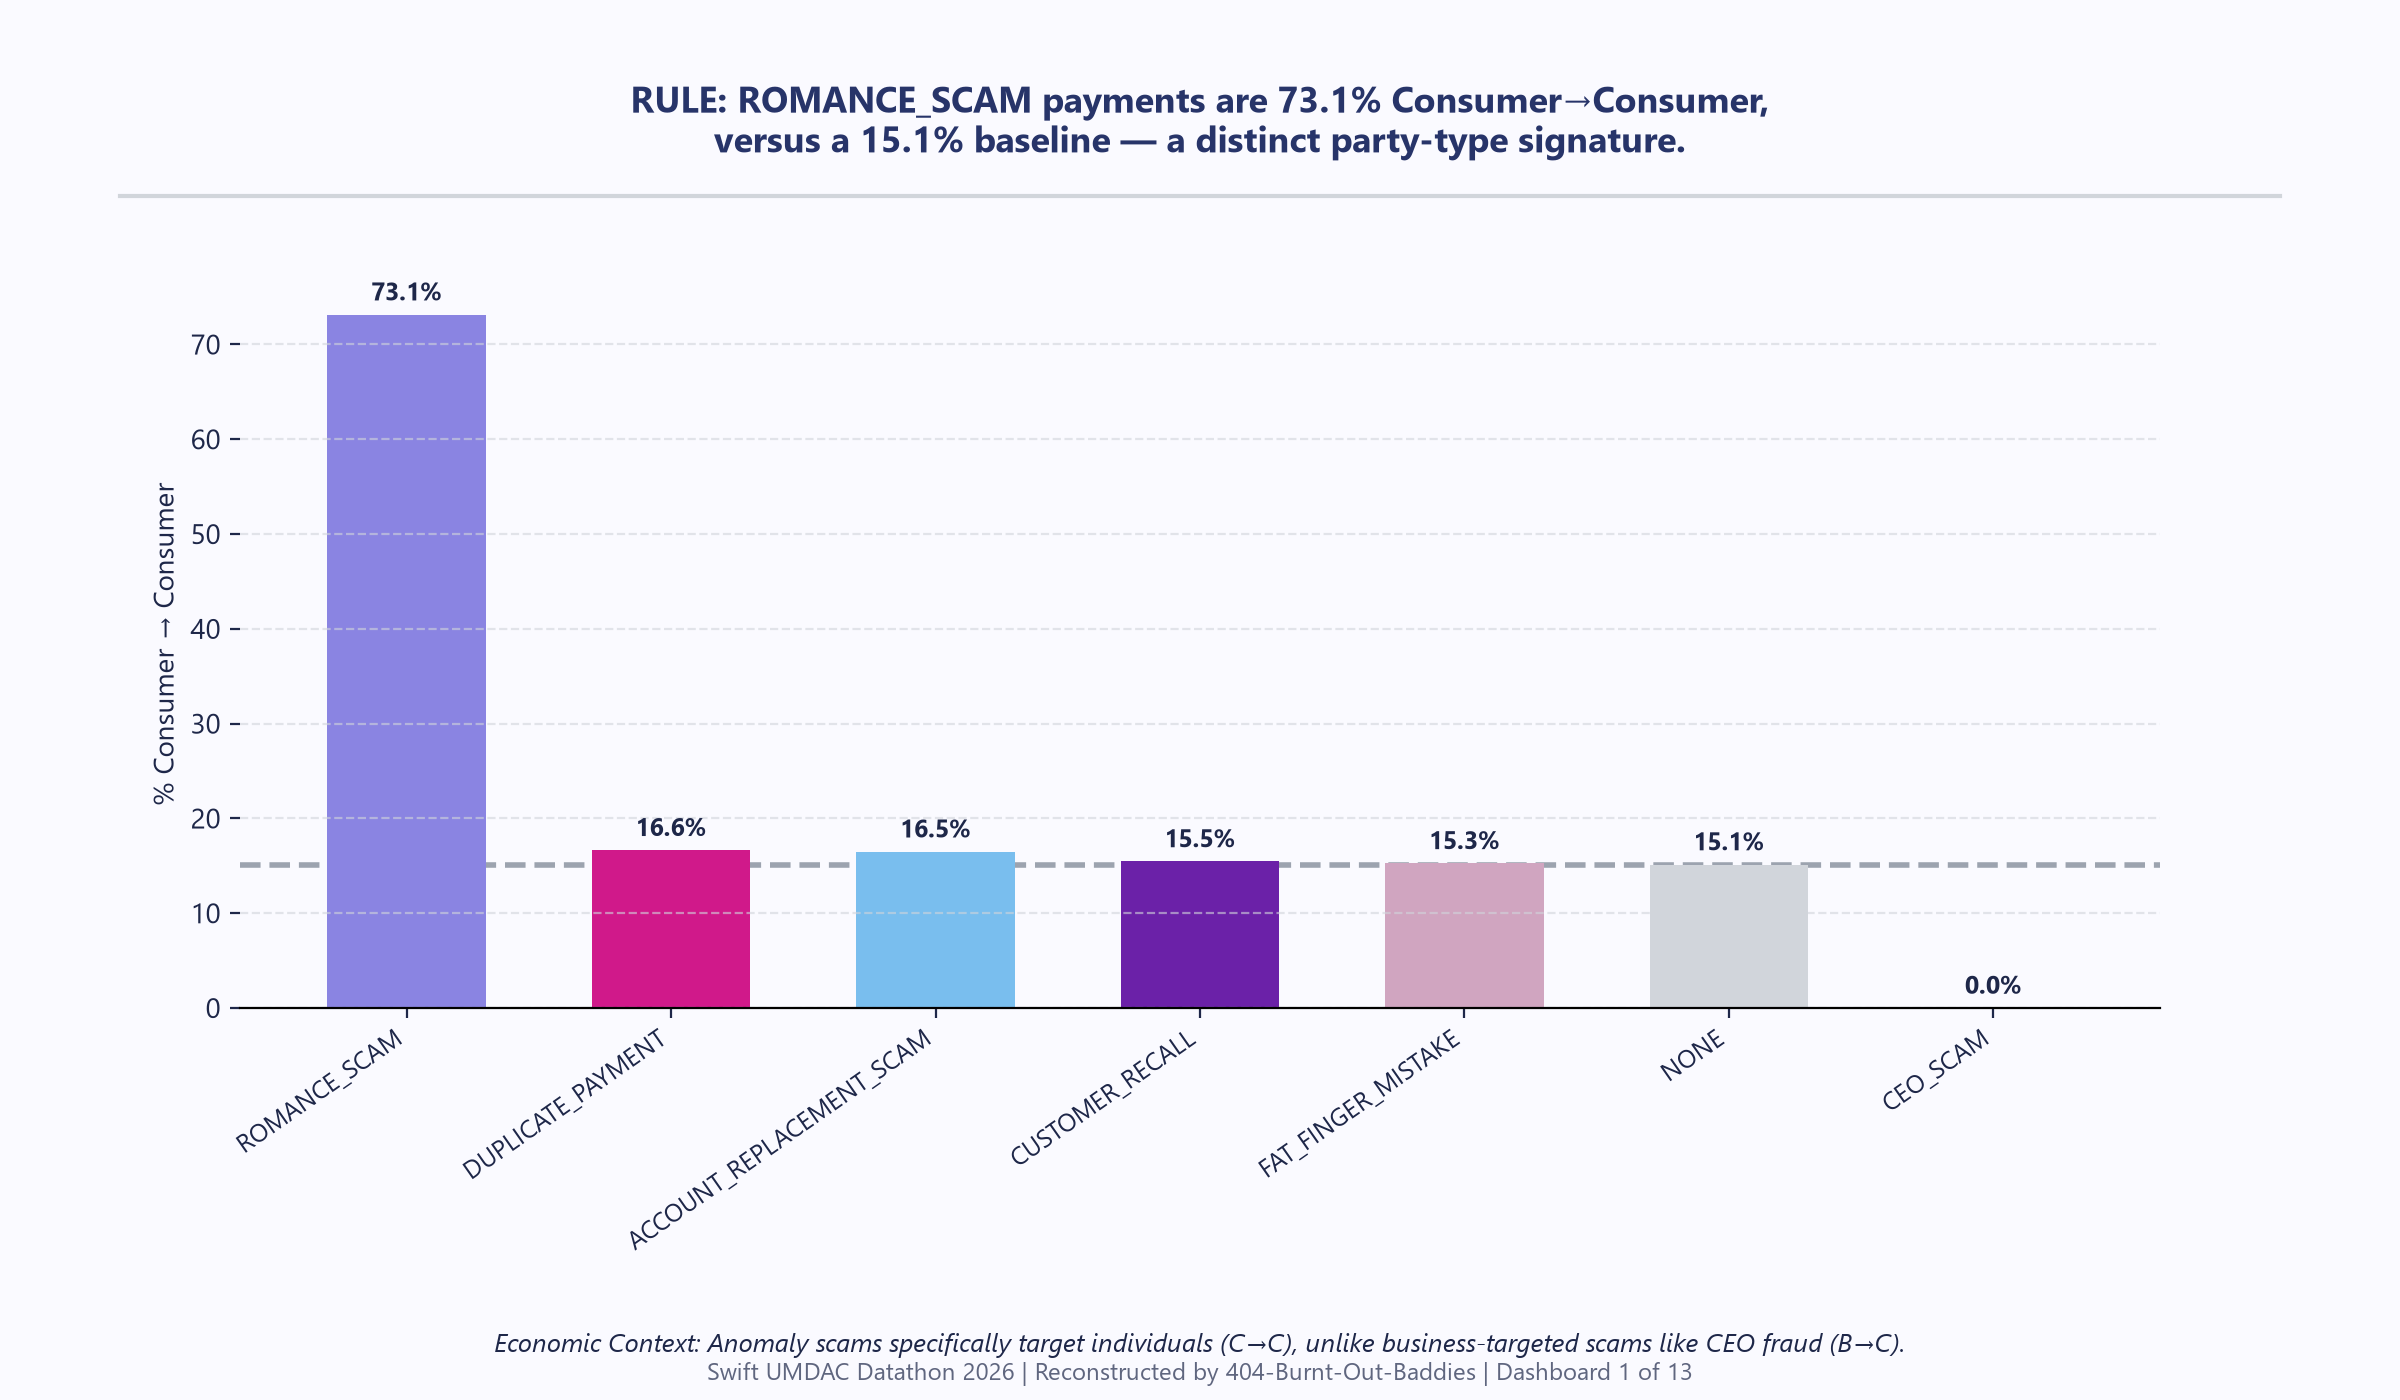 RULE: ROMANCE_SCAM payments are 73.1% Consumer→Consumer,
versus a 15.1% baseline — a distinct party-type signature.
% Consumer → Consumer
70
60
50
40
30
20
10
0
73.1%
16.6%
16.5%
15.5%
15.3%
15.1%
0.0%
ROMANCE_SCAM
DUPLICATE_PAYMENT
ACCOUNT_REPLACEMENT_SCAM
CUSTOMER_RECALL
FAT_FINGER_MISTAKE
NONE
CEO_SCAM
Economic Context: Anomaly scams specifically target individuals (C→C), unlike business-targeted scams like CEO fraud (B→C).
Swift UMDAC Datathon 2026 | Reconstructed by 404-Burnt-Out-Baddies | Dashboard 1 of 13